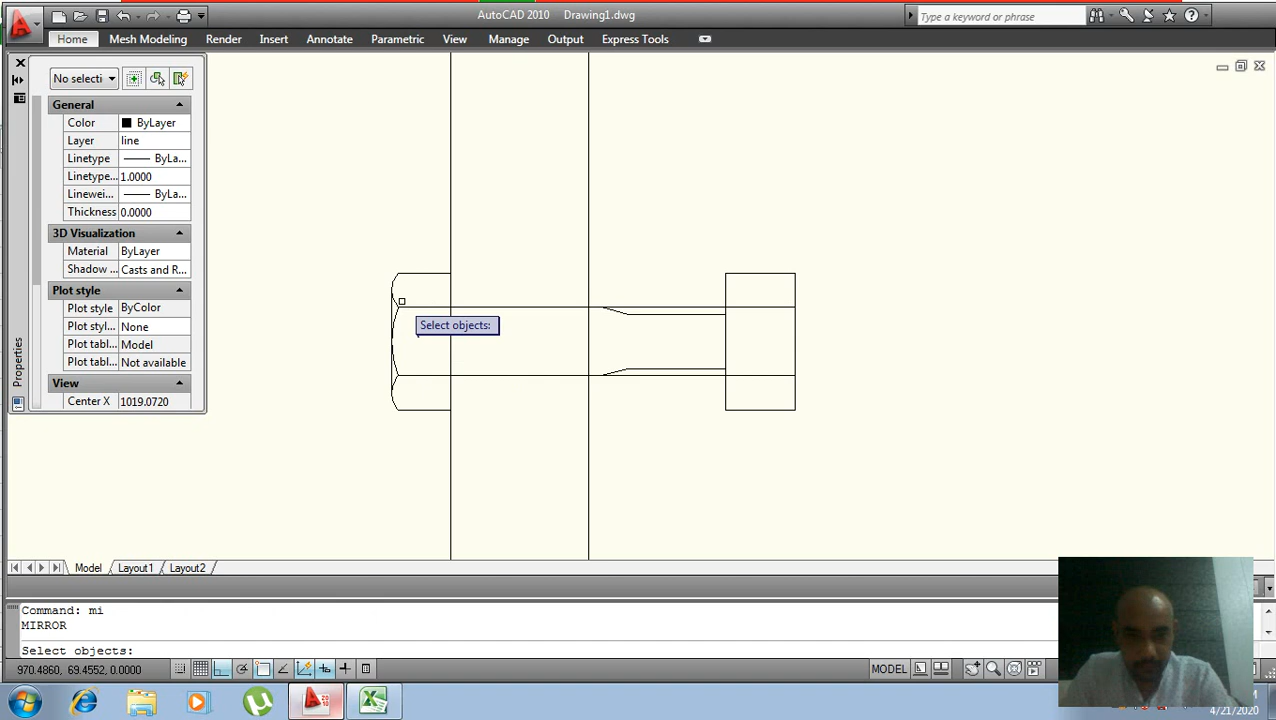 AutoCAD 2010 Drawing1.dwg
Type a keyword or phrase
Home Mesh Modeling Render Insert Annotate Parametric View Manage Output Express Tools
No selecti
General
Color ByLayer
Layer line
Linetype ByLa...
Linetype... 1.0000
Linewei... ByLa...
Thickness 0.0000
3D Visualization
Material ByLayer
Shadow ... Casts and R...
Plot style
Plot style ByColor
Plot styl... None
Plot tabl... Model
Plot tabl... Not available
View
Center X 1019.0720
Properties
Select objects:
Model Layout1 Layout2
Command: mi
MIRROR
Select objects:
970.4860, 69.4552, 0.0000
MODEL
4/21/2020